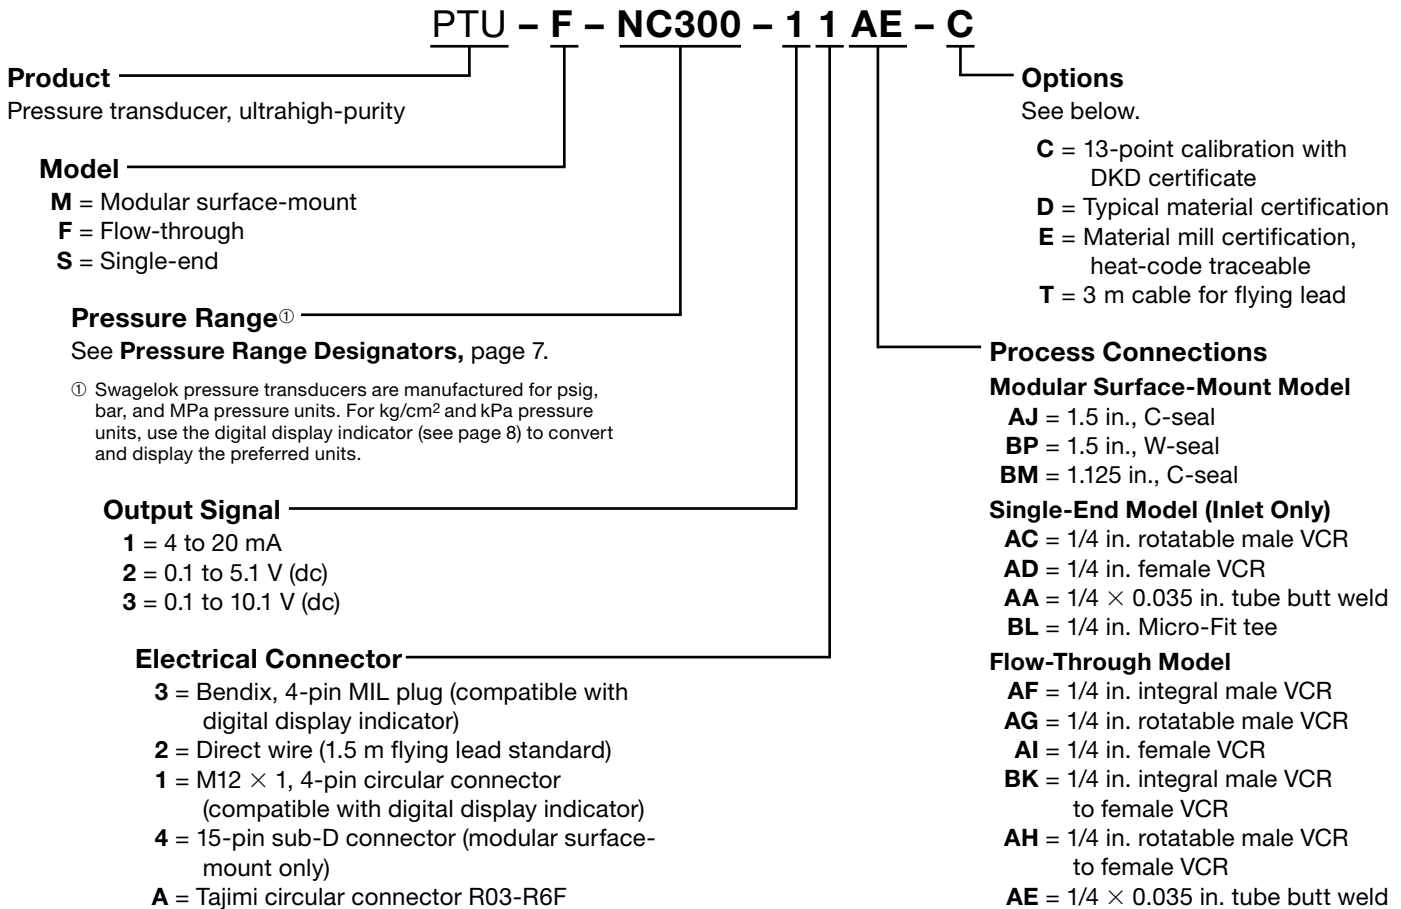 PTU – F – NC300 – 1 1 AE – C
Product
Pressure transducer, ultrahigh-purity
Model
M = Modular surface-mount
F = Flow-through
S = Single-end
Pressure Range①
See Pressure Range Designators, page 7.
① Swagelok pressure transducers are manufactured for psig,
bar, and MPa pressure units. For kg/cm² and kPa pressure
units, use the digital display indicator (see page 8) to convert
and display the preferred units.
Output Signal
1 = 4 to 20 mA
2 = 0.1 to 5.1 V (dc)
3 = 0.1 to 10.1 V (dc)
Electrical Connector
3 = Bendix, 4-pin MIL plug (compatible with
digital display indicator)
2 = Direct wire (1.5 m flying lead standard)
1 = M12 × 1, 4-pin circular connector
(compatible with digital display indicator)
4 = 15-pin sub-D connector (modular surface-
mount only)
A = Tajimi circular connector R03-R6F
Options
See below.
C = 13-point calibration with
DKD certificate
D = Typical material certification
E = Material mill certification,
heat-code traceable
T = 3 m cable for flying lead
Process Connections
Modular Surface-Mount Model
AJ = 1.5 in., C-seal
BP = 1.5 in., W-seal
BM = 1.125 in., C-seal
Single-End Model (Inlet Only)
AC = 1/4 in. rotatable male VCR
AD = 1/4 in. female VCR
AA = 1/4 × 0.035 in. tube butt weld
BL = 1/4 in. Micro-Fit tee
Flow-Through Model
AF = 1/4 in. integral male VCR
AG = 1/4 in. rotatable male VCR
AI = 1/4 in. female VCR
BK = 1/4 in. integral male VCR
to female VCR
AH = 1/4 in. rotatable male VCR
to female VCR
AE = 1/4 × 0.035 in. tube butt weld